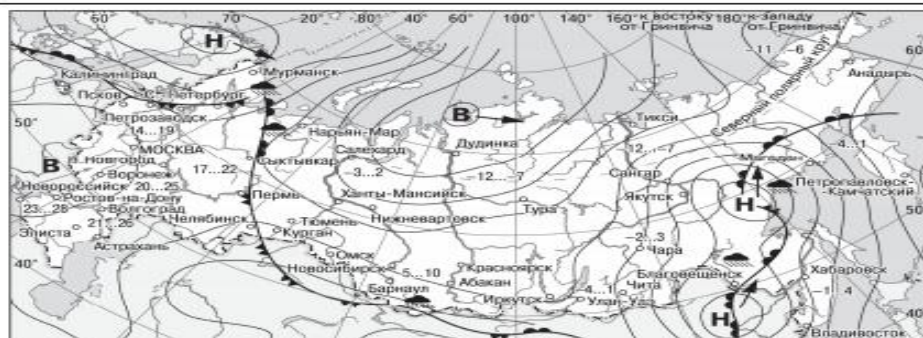 60° 70° 20° 80° 40° 60° 80° 100° 120° 140° 160° к востоку от Гринвича 180° к западу от Гринвича
Н
−11...−6
60°
Калининград
Мурманск
Северный полярный круг
Анадырь
Псков
С.-Петербург
Петрозаводск
В
50°
14...19
Нарьян-Мар
Тикси
МОСКВА
Салехард
Дудинка
−12...−7
4...1
В
Н.Новгород
17...22
Сыктывкар
−3...2
Магадан
Воронеж
Сангар
Новороссийск
20...25
Пермь
Ханты-Мансийск
−12...−7
Петропавловск-
Камчатский
Ростов-на-Дону
Якутск
Н
23...28
Волгоград
Челябинск
Тюмень
Нижневартовск
Тура
50°
Элиста
21...26
Курган
−2...3
Астрахань
Омск
Чара
Новосибирск
5...10
Красноярск
Благовещенск
Хабаровск
40°
Барнаул
Абакан
Чита
−1...4
Иркутск
−4...1
Улан-Удэ
Н
40°
Владивосток